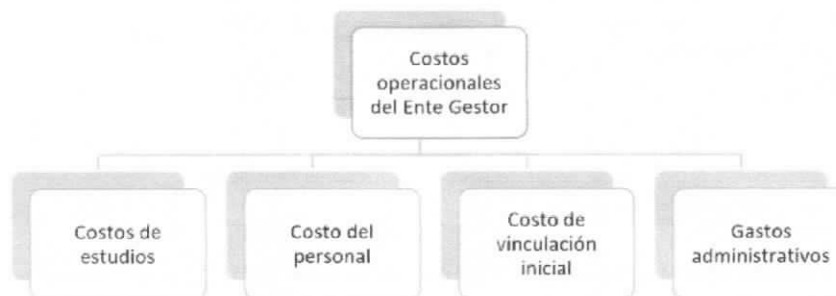 Costos
operacionales
del Ente Gestor
Costos de
estudios
Costo del
personal
Costo de
vinculación
inicial
Gastos
administrativos